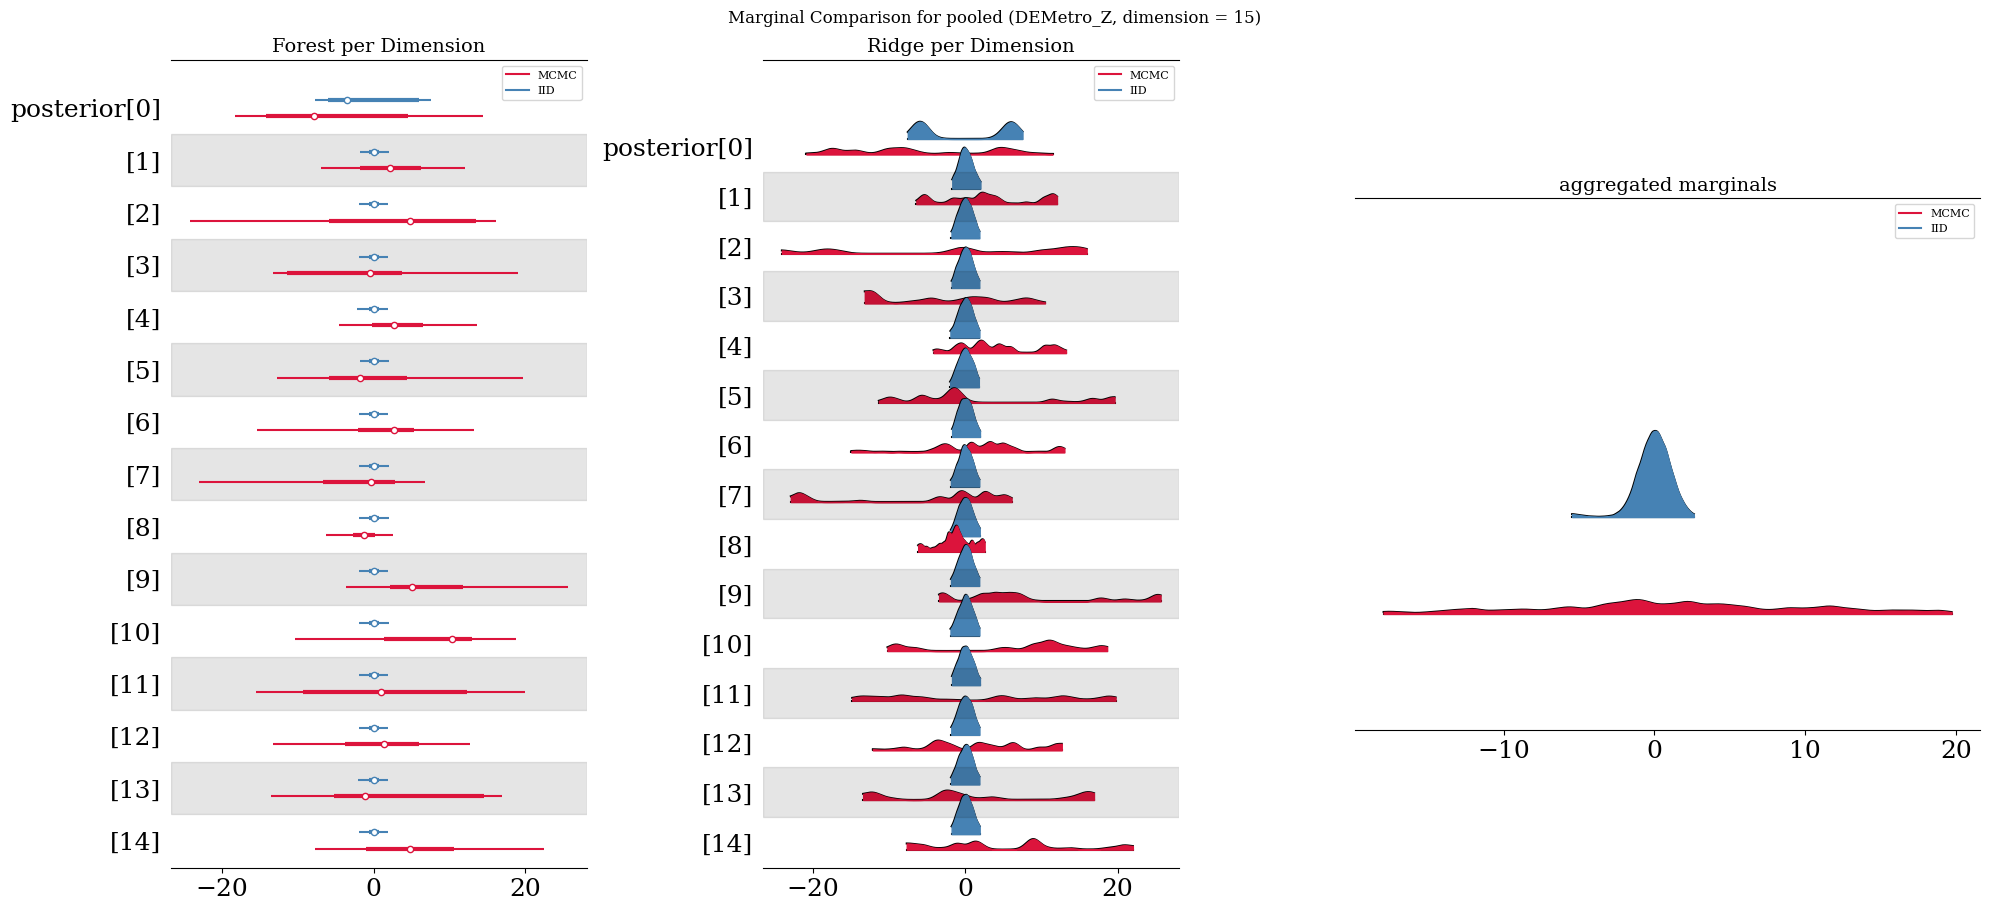 Marginal Comparison for pooled (DEMetro_Z, dimension = 15)
Forest per Dimension
MCMC
IID
posterior[0]
[1]
[2]
[3]
[4]
[5]
[6]
[7]
[8]
[9]
[10]
[11]
[12]
[13]
[14]
−20 0 20
Ridge per Dimension
MCMC
IID
posterior[0]
[1]
[2]
[3]
[4]
[5]
[6]
[7]
[8]
[9]
[10]
[11]
[12]
[13]
[14]
−20 0 20
aggregated marginals
MCMC
IID
−10 0 10 20